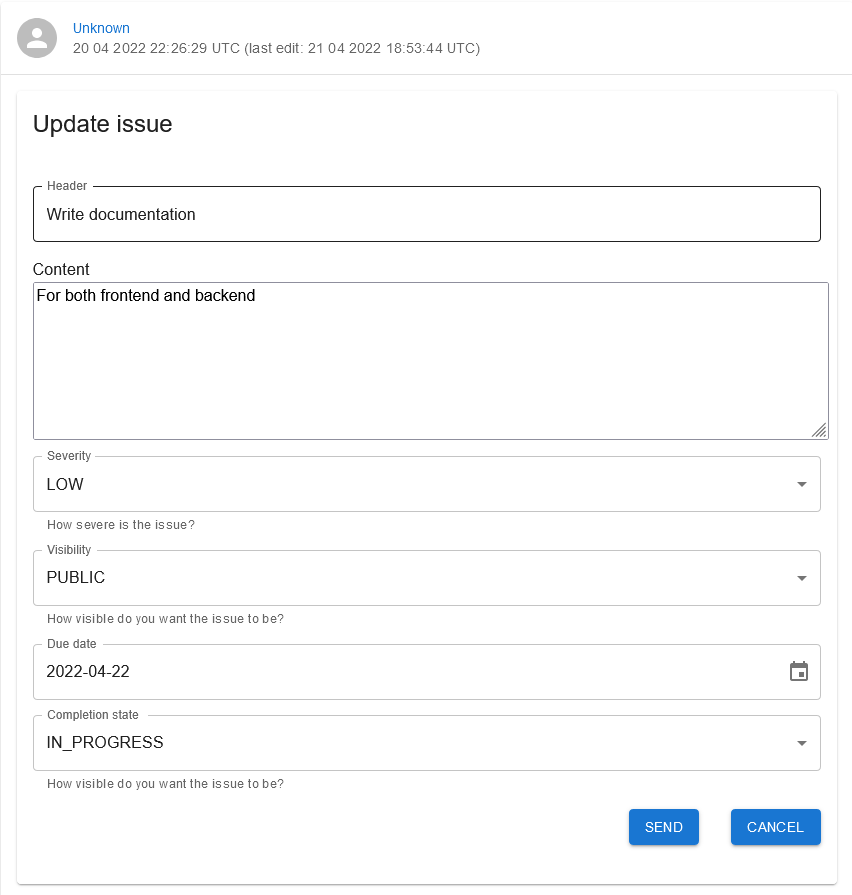 Unknown
20 04 2022 22:26:29 UTC (last edit: 21 04 2022 18:53:44 UTC)
Update issue
Header
Write documentation
Content
For both frontend and backend
Severity
LOW
How severe is the issue?
Visibility
PUBLIC
How visible do you want the issue to be?
Due date
2022-04-22
Completion state
IN_PROGRESS
How visible do you want the issue to be?
SEND CANCEL